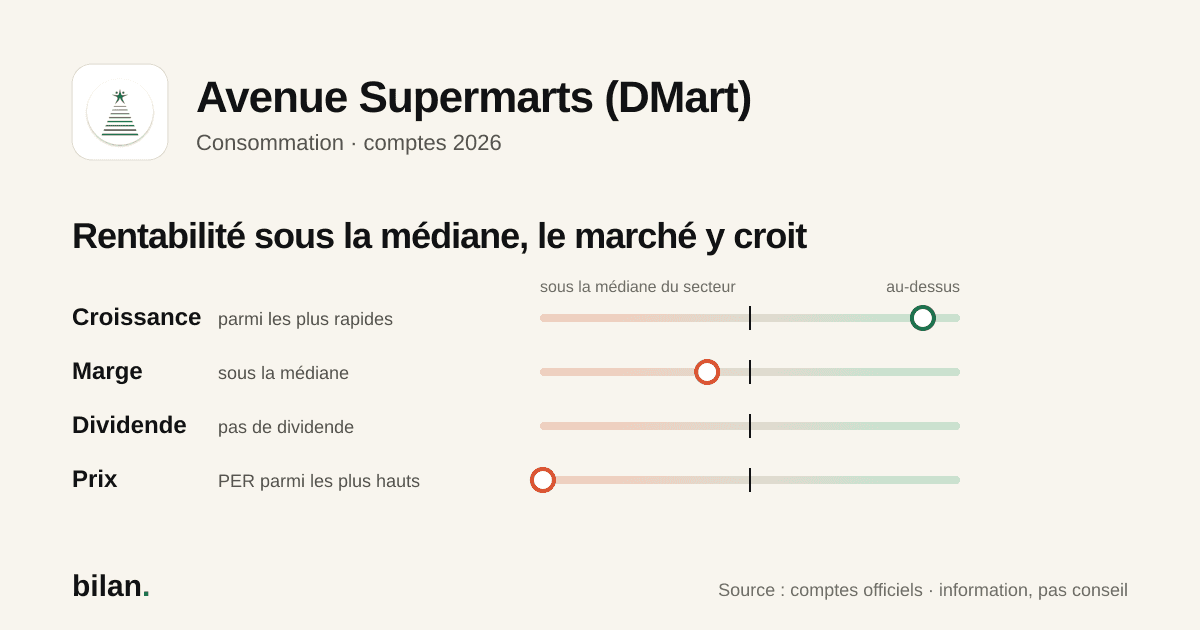 Avenue Supermarts (DMart)
Consommation · comptes 2026
Rentabilité sous la médiane, le marché y croit
sous la médiane du secteur au-dessus
Croissance parmi les plus rapides
Marge sous la médiane
Dividende pas de dividende
Prix PER parmi les plus hauts
bilan.
Source : comptes officiels · information, pas conseil